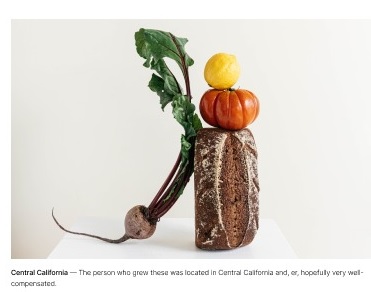 Central California — The person who grew these was located in Central California and, er, hopefully very well-
compensated.